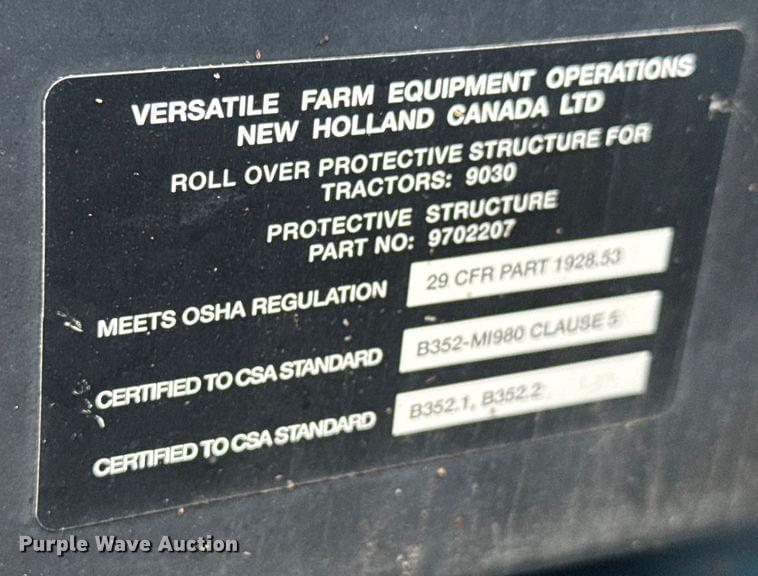 VERSATILE FARM EQUIPMENT OPERATIONS
NEW HOLLAND CANADA LTD
ROLL OVER PROTECTIVE STRUCTURE FOR
TRACTORS: 9030
PROTECTIVE STRUCTURE
PART NO: 9702207
MEETS OSHA REGULATION 29 CFR PART 1928.53
CERTIFIED TO CSA STANDARD B352-M1980 CLAUSE 5
CERTIFIED TO CSA STANDARD B352.1, B352.2
Purple Wave Auction